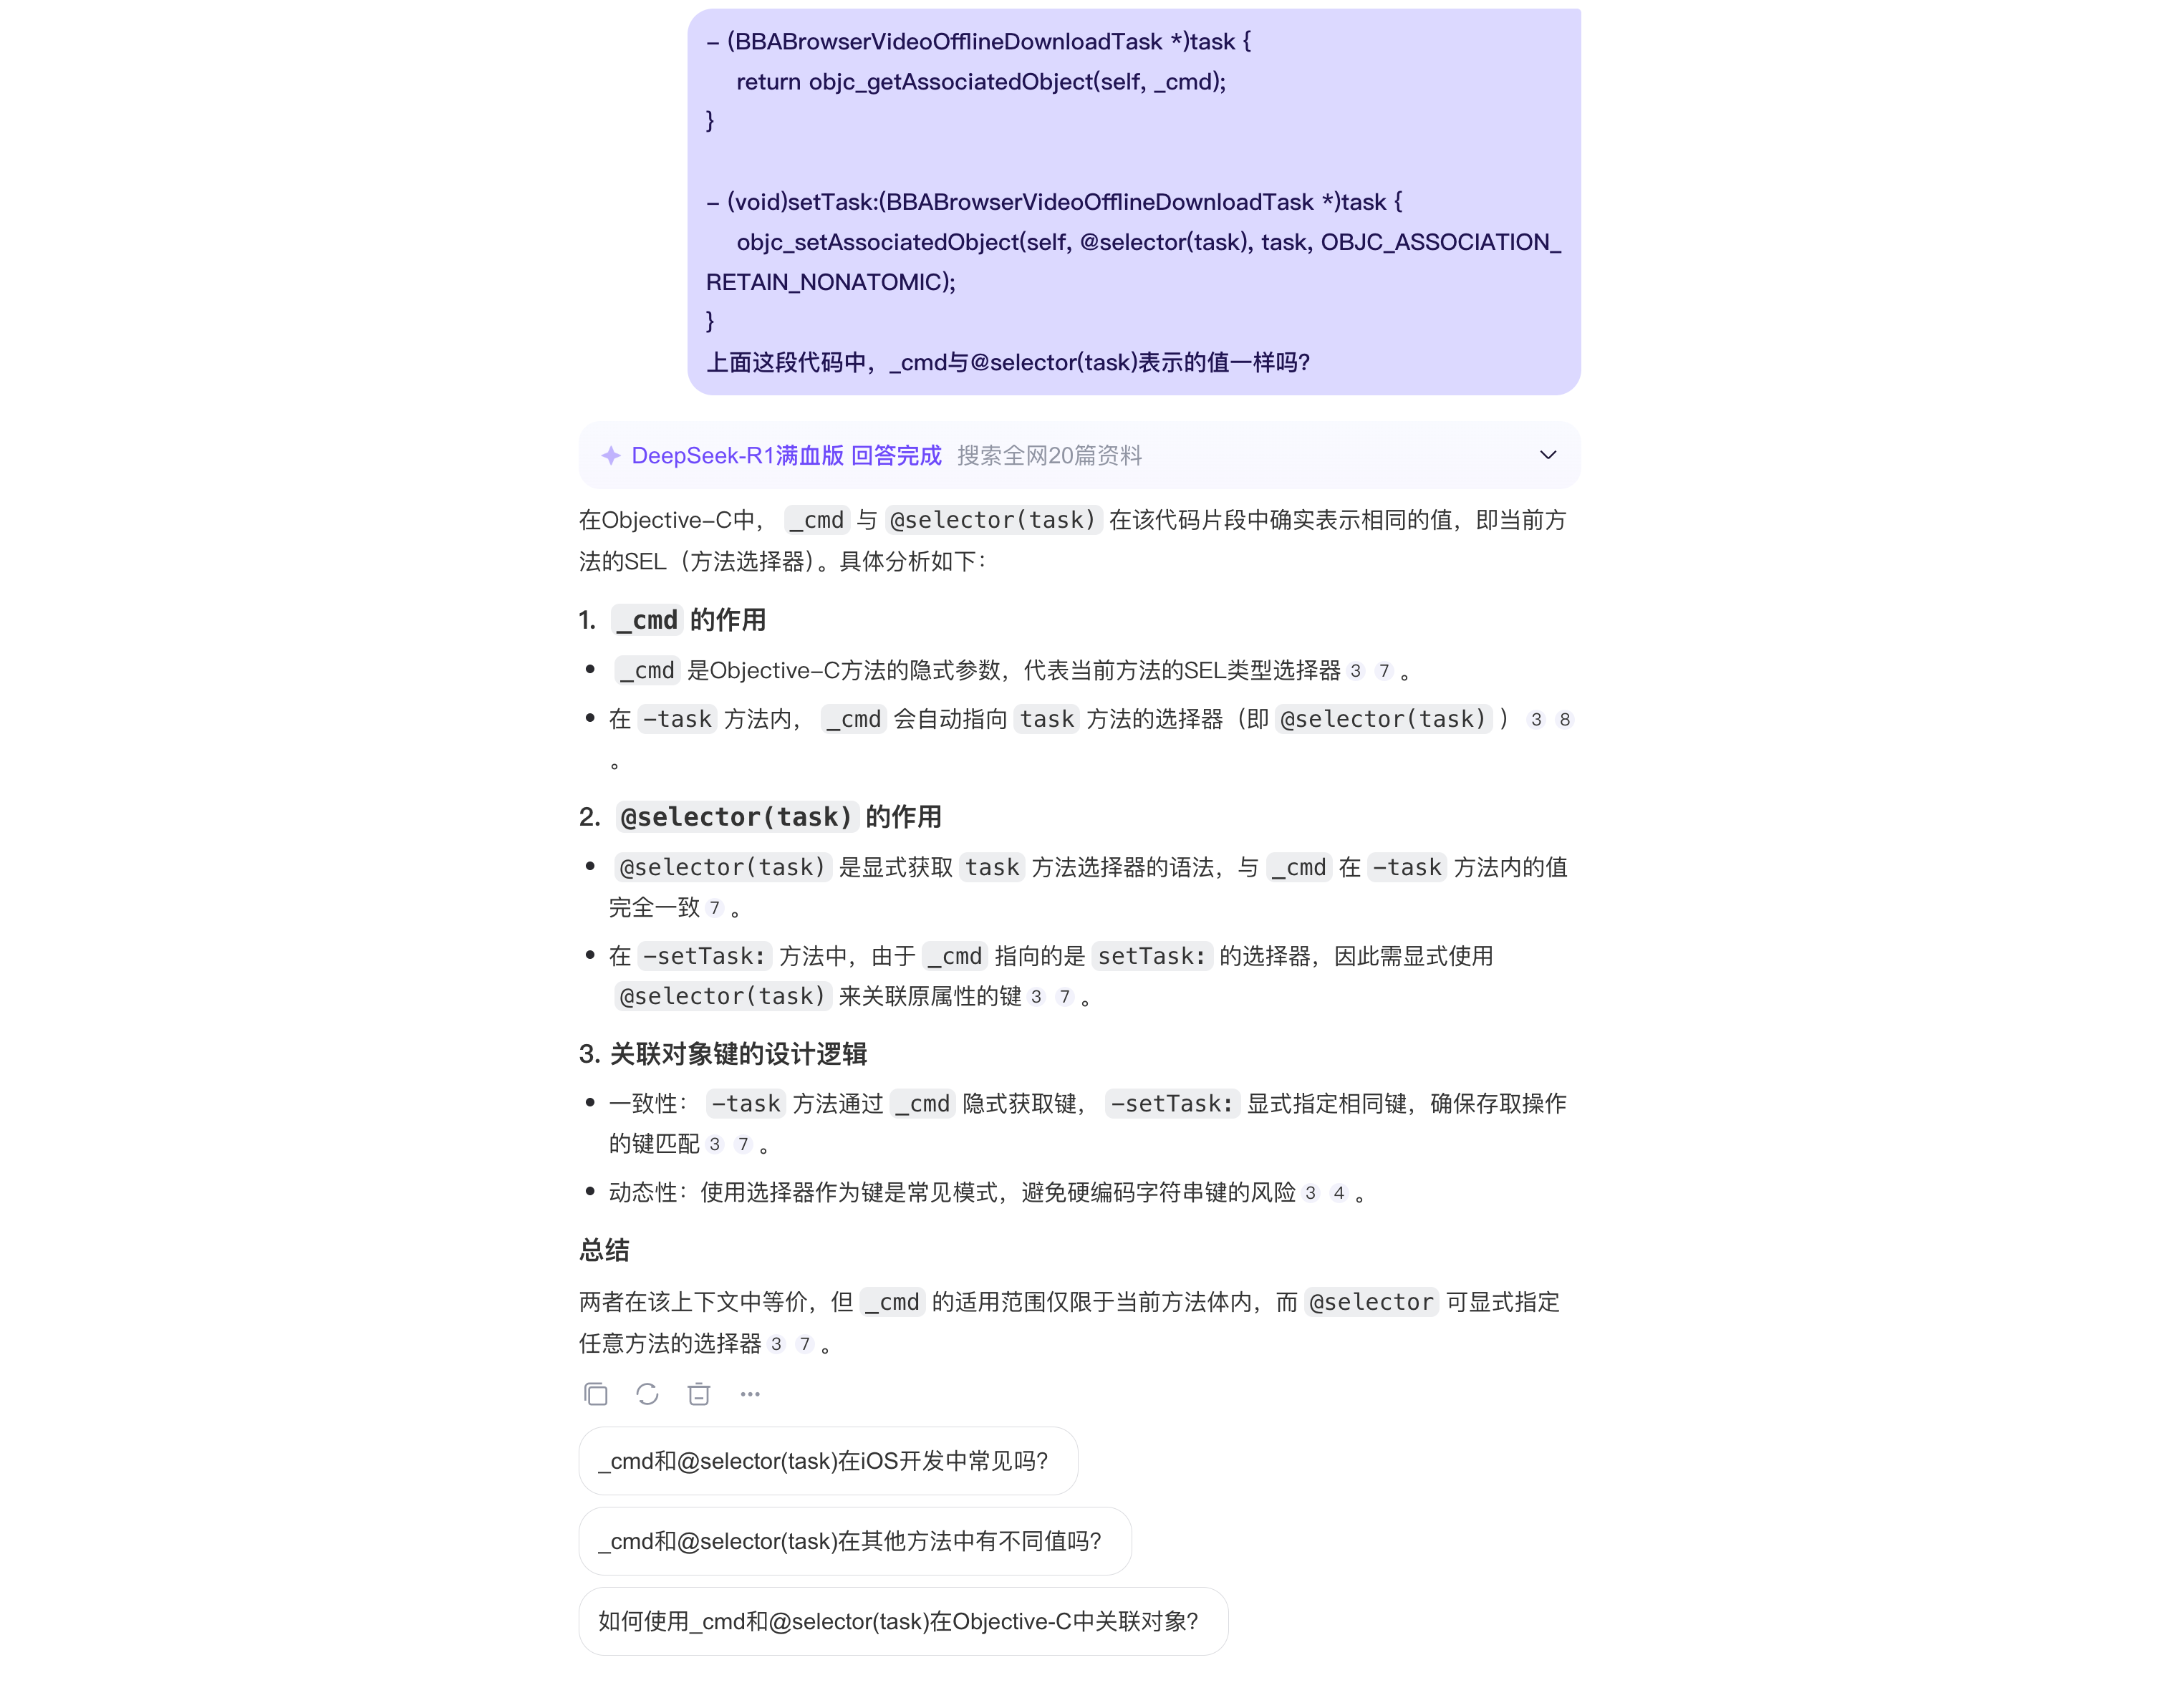 - (BBABrowserVideoOfflineDownloadTask *)task {
return objc_getAssociatedObject(self, _cmd);
}
- (void)setTask:(BBABrowserVideoOfflineDownloadTask *)task {
objc_setAssociatedObject(self, @selector(task), task, OBJC_ASSOCIATION_
RETAIN_NONATOMIC);
}
上面这段代码中，_cmd与@selector(task)表示的值一样吗？
DeepSeek-R1满血版 回答完成 搜索全网20篇资料
在Objective-C中， _cmd 与 @selector(task) 在该代码片段中确实表示相同的值，即当前方
法的SEL（方法选择器）。具体分析如下：
1. _cmd 的作用
• _cmd 是Objective-C方法的隐式参数，代表当前方法的SEL类型选择器 3 7 。
• 在 -task 方法内， _cmd 会自动指向 task 方法的选择器（即 @selector(task) ） 3 8
。
2. @selector(task) 的作用
• @selector(task) 是显式获取 task 方法选择器的语法，与 _cmd 在 -task 方法内的值
完全一致 7 。
• 在 -setTask: 方法中，由于 _cmd 指向的是 setTask: 的选择器，因此需显式使用
@selector(task) 来关联原属性的键 3 7 。
3. 关联对象键的设计逻辑
• 一致性： -task 方法通过 _cmd 隐式获取键， -setTask: 显式指定相同键，确保存取操作
的键匹配 3 7 。
• 动态性：使用选择器作为键是常见模式，避免硬编码字符串键的风险 3 4 。
总结
两者在该上下文中等价，但 _cmd 的适用范围仅限于当前方法体内，而 @selector 可显式指定
任意方法的选择器 3 7 。
_cmd和@selector(task)在iOS开发中常见吗？
_cmd和@selector(task)在其他方法中有不同值吗？
如何使用_cmd和@selector(task)在Objective-C中关联对象？